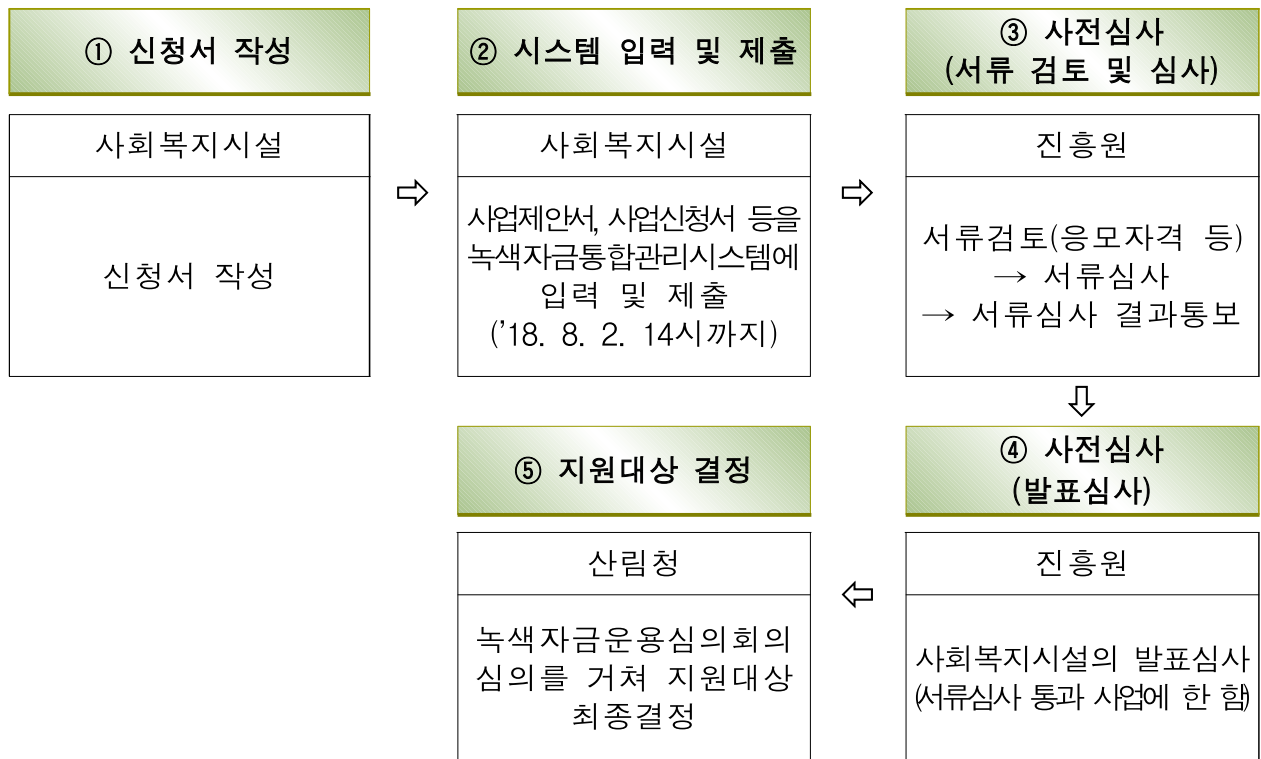 ① 신청서 작성
사회복지시설
신청서 작성
⇨
② 시스템 입력 및 제출
사회복지시설
사업제안서, 사업신청서 등을
녹색자금통합관리시스템에
입력 및 제출
('18. 8. 2. 14시까지)
⇨
③ 사전심사
(서류 검토 및 심사)
진흥원
서류검토(응모자격 등)
→ 서류심사
→ 서류심사 결과통보
⇩
④ 사전심사
(발표심사)
진흥원
사회복지시설의 발표심사
(서류심사 통과 사업에 한 함)
⇦
⑤ 지원대상 결정
산림청
녹색자금운용심의회의
심의를 거쳐 지원대상
최종결정